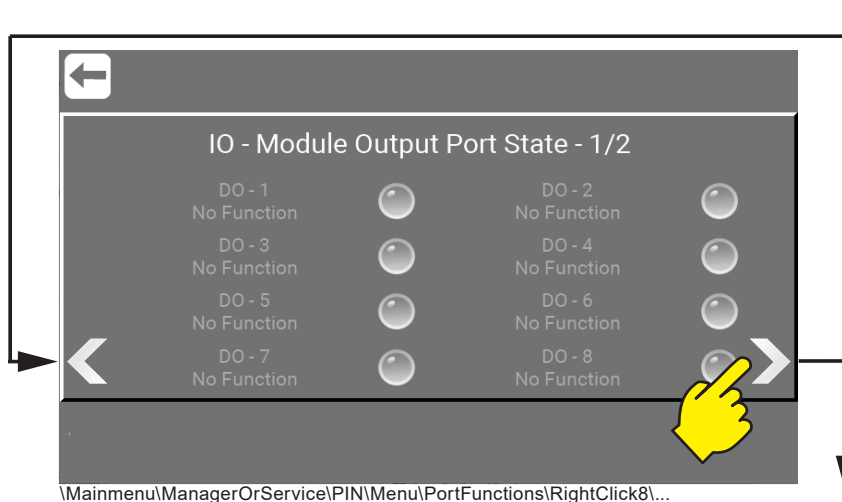 IO - Module Output Port State - 1/2
DO - 1
No Function
DO - 2
No Function
DO - 3
No Function
DO - 4
No Function
DO - 5
No Function
DO - 6
No Function
DO - 7
No Function
DO - 8
No Function
\Mainmenu\ManagerOrService\PIN\Menu\PortFunctions\RightClick8\...